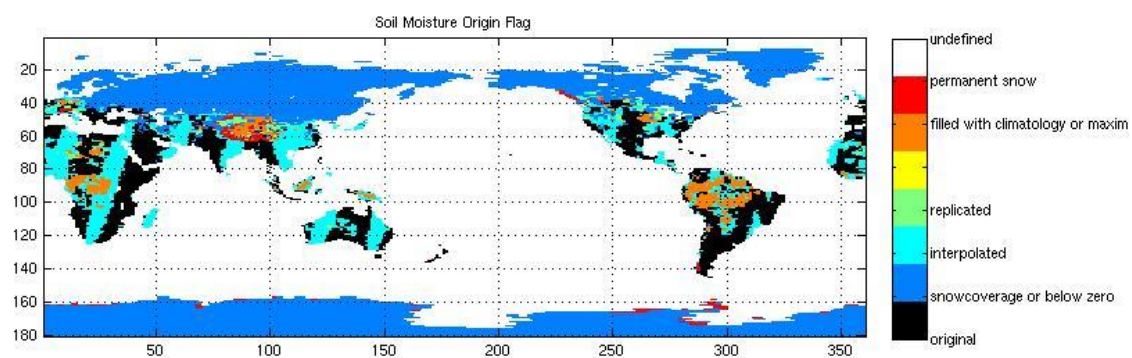 Soil Moisture Origin Flag
20
40
60
80
100
120
140
160
180
50
100
150
200
250
300
350
undefined
permanent snow
filled with climatology or maxim
replicated
interpolated
snowcoverage or below zero
original